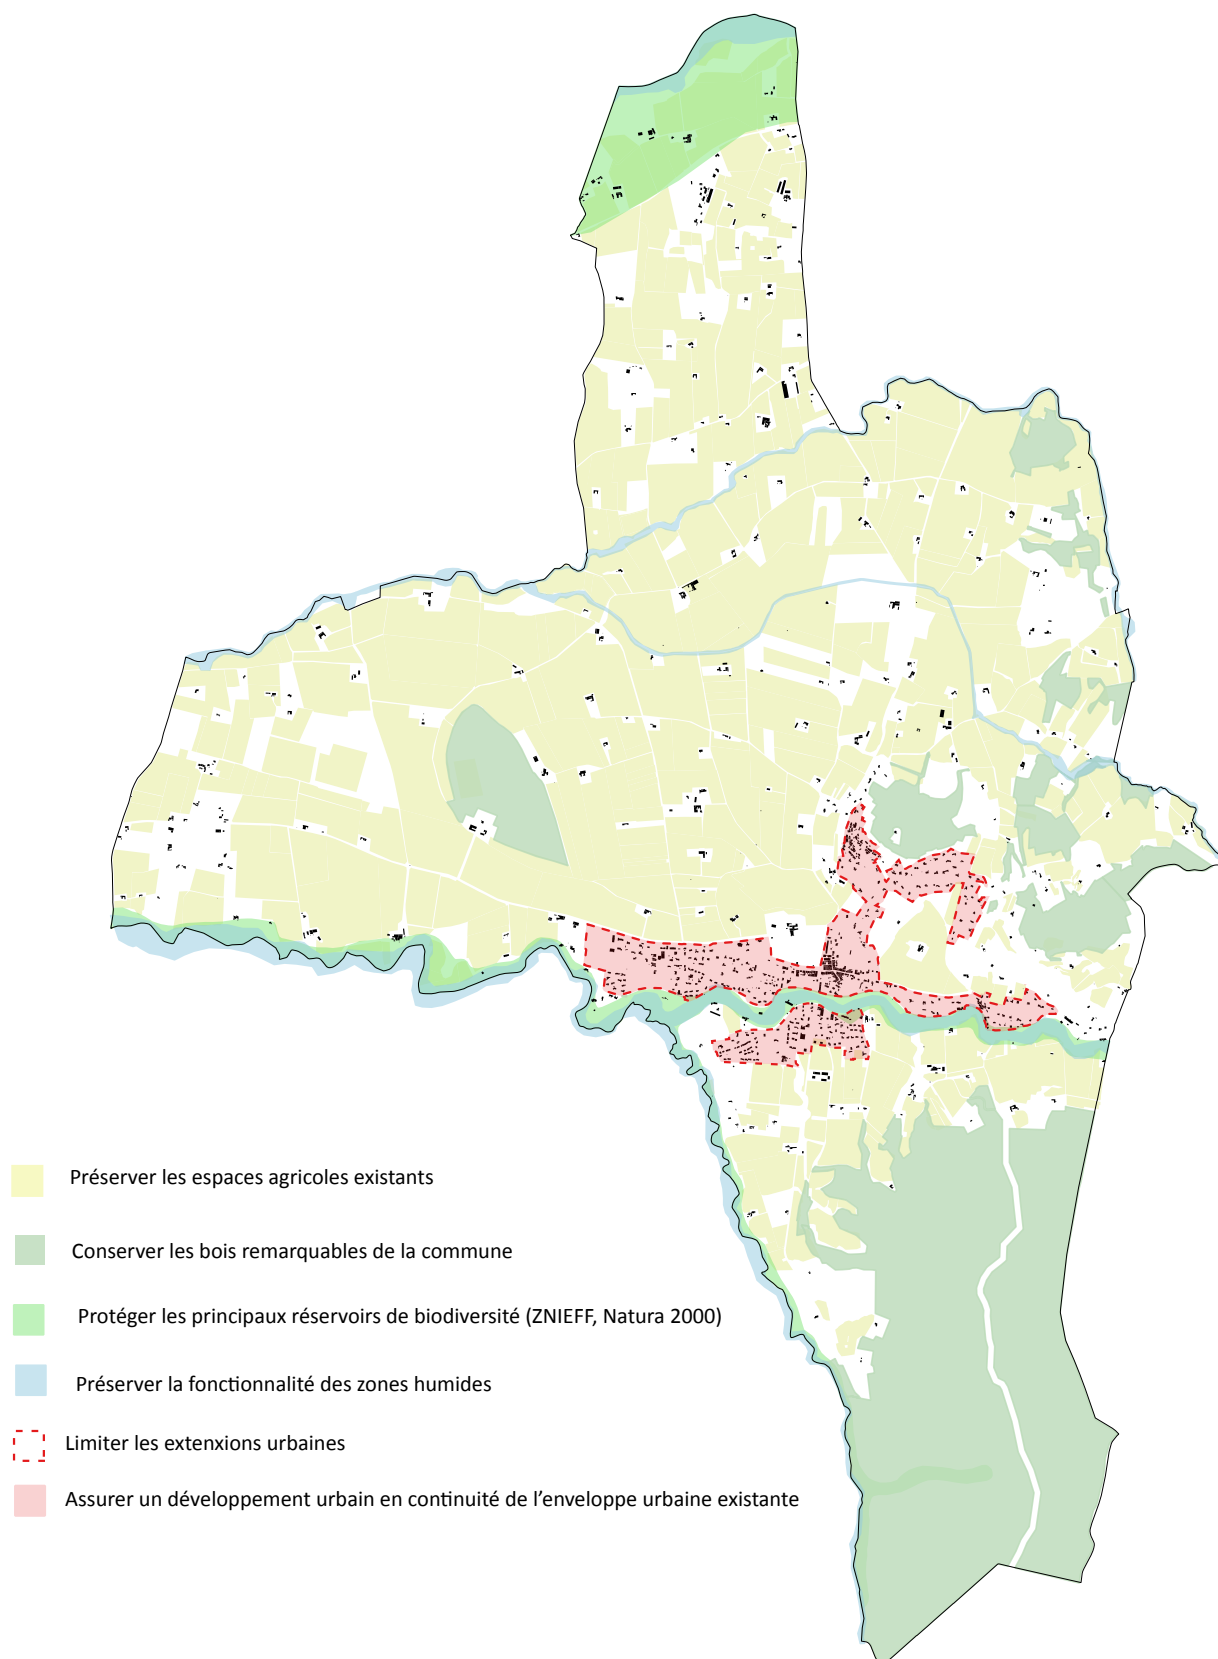 Préserver les espaces agricoles existants
Conserver les bois remarquables de la commune
Protéger les principaux réservoirs de biodiversité (ZNIEFF, Natura 2000)
Préserver la fonctionnalité des zones humides
Limiter les extenxions urbaines
Assurer un développement urbain en continuité de l’enveloppe urbaine existante